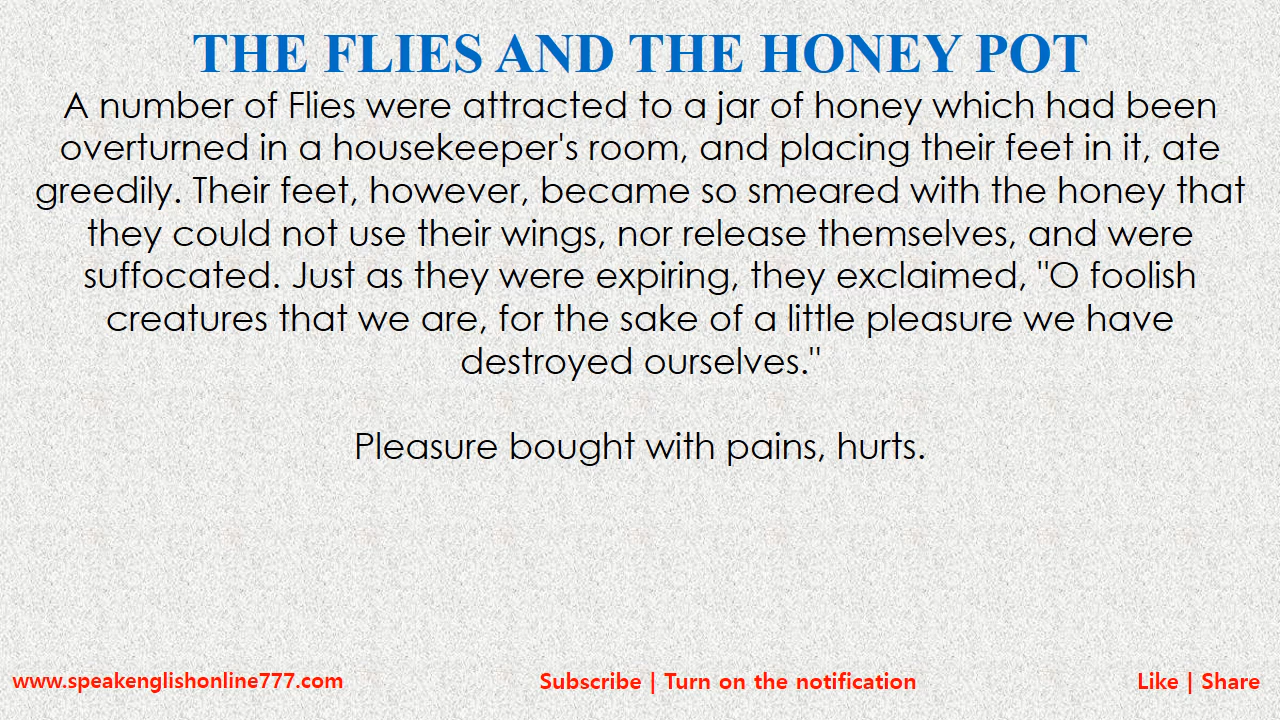 THE FLIES AND THE HONEY POT
A number of Flies were attracted to a jar of honey which had been
overturned in a housekeeper's room, and placing their feet in it, ate
greedily. Their feet, however, became so smeared with the honey that
they could not use their wings, nor release themselves, and were
suffocated. Just as they were expiring, they exclaimed, "O foolish
creatures that we are, for the sake of a little pleasure we have
destroyed ourselves."
Pleasure bought with pains, hurts.
www.speakenglishonline777.com
Subscribe | Turn on the notification
Like | Share